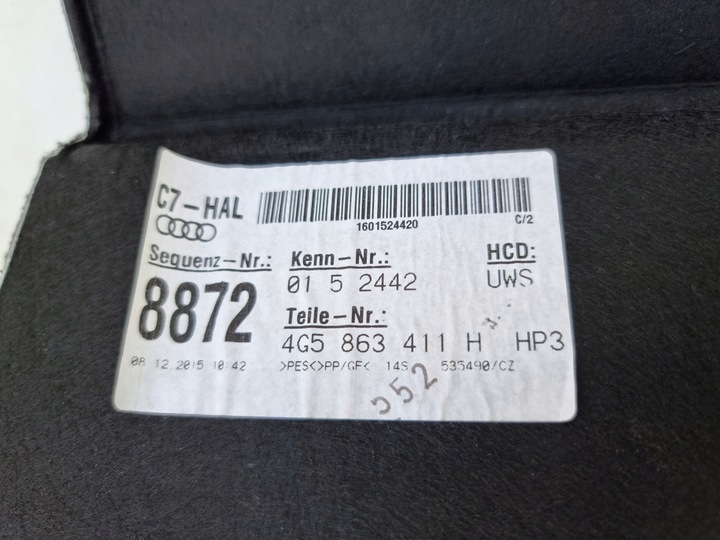 C7-HAL
1601524420
C/2
Sequenz-Nr.: Kenn-Nr.: HCD:
8872 01 5 2442 UWS
Teile-Nr.:
4G5 863 411 H HP3
08.12.2015 10:42 >PES<>PP/GF< 14S 535490/CZ
552